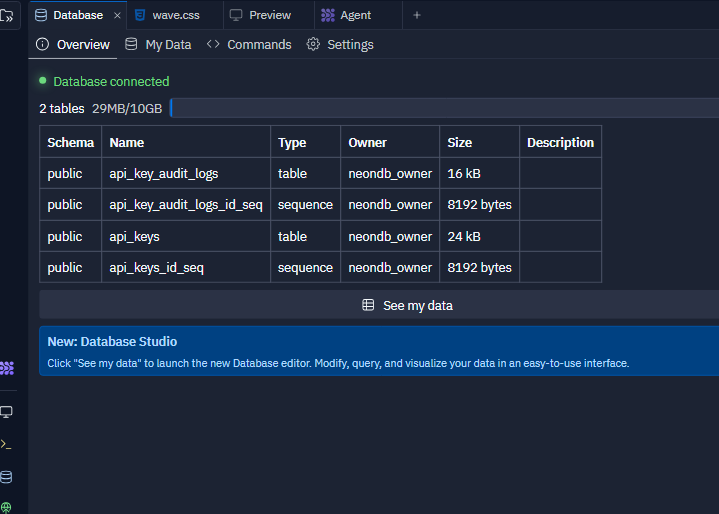 Database × wave.css Preview Agent +
Overview My Data Commands Settings
Database connected
2 tables 29MB/10GB
Schema Name Type Owner Size Description
public api_key_audit_logs table neondb_owner 16 kB
public api_key_audit_logs_id_seq sequence neondb_owner 8192 bytes
public api_keys table neondb_owner 24 kB
public api_keys_id_seq sequence neondb_owner 8192 bytes
See my data
New: Database Studio
Click "See my data" to launch the new Database editor. Modify, query, and visualize your data in an easy-to-use interface.